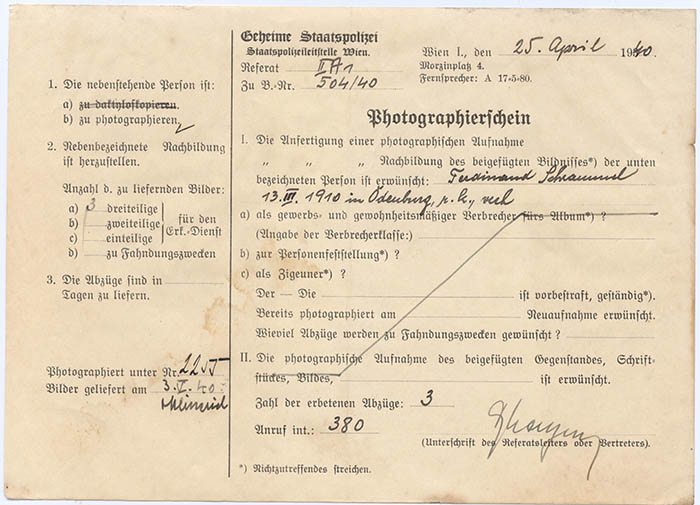 1. Die nebenstehende Person ist:
a) zu daktyloskopieren.
b) zu photographieren.
2. Nebenbezeichnete Nachbildung
ist herzustellen.
Anzahl d. zu liefernden Bilder:
a) 3 dreiteilige
b) zweiteilige
c) einteilige
für den
Erk.-Dienst
d) zu Fahndungszwecken
3. Die Abzüge sind in
Tagen zu liefern.
Photographiert unter Nr. 2255
Bilder geliefert am 3. V. 40.
Geheime Staatspolizei
Staatspolizeileitstelle Wien.
Referat II A 1
Zu B.-Nr. 504/40
Wien I., den 25. April 1940.
Morzinplatz 4.
Fernsprecher: A 17-5-80.
Photographierschein
I. Die Anfertigung einer photographischen Aufnahme
„ „ „ Nachbildung des beigefügten Bildnisses*) der unten
bezeichneten Person ist erwünscht: Ferdinand Schrammel
13. III. 1910 in Ödenburg, r. k., verh
a) als gewerbs- und gewohnheitsmäßiger Verbrecher fürs Album*) ?
(Angabe der Verbrecherklasse:)
b) zur Personenfeststellung*) ?
c) als Zigeuner*) ?
Der — Die ist vorbestraft, geständig*).
Bereits photographiert am Neuaufnahme erwünscht.
Wieviel Abzüge werden zu Fahndungszwecken gewünscht ?
II. Die photographische Aufnahme des beigefügten Gegenstandes, Schrift-
stückes, Bildes, ist erwünscht.
Zahl der erbetenen Abzüge: 3
Anruf int.: 380
(Unterschrift des Referatsleiters oder Vertreters).
*) Nichtzutreffendes streichen.